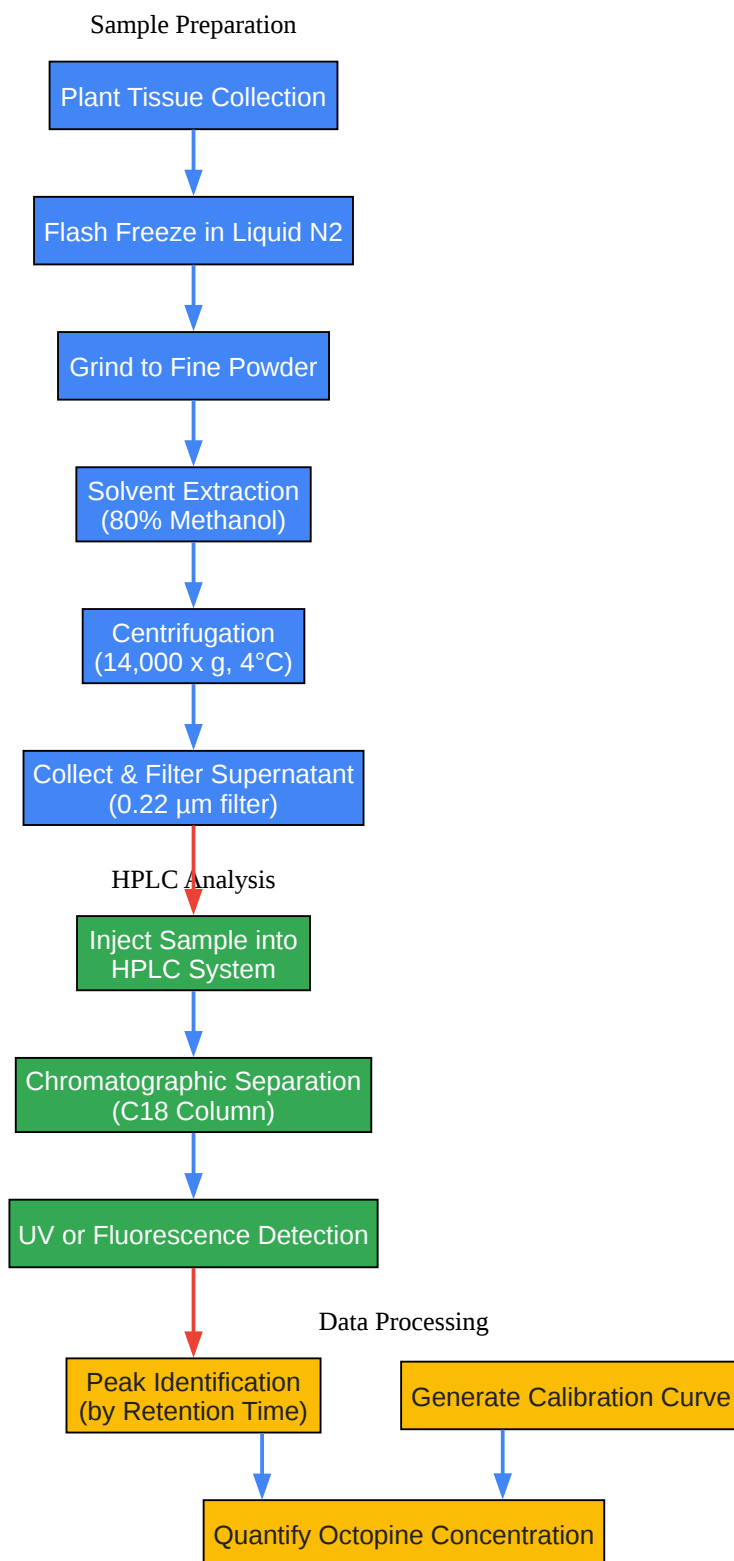 Sample Preparation
Plant Tissue Collection
Flash Freeze in Liquid N2
Grind to Fine Powder
Solvent Extraction
(80% Methanol)
Centrifugation
(14,000 x g, 4°C)
Collect & Filter Supernatant
(0.22 µm filter)
HPLC Analysis
Inject Sample into
HPLC System
Chromatographic Separation
(C18 Column)
UV or Fluorescence Detection
Data Processing
Peak Identification
(by Retention Time)
Generate Calibration Curve
Quantify Octopine Concentration